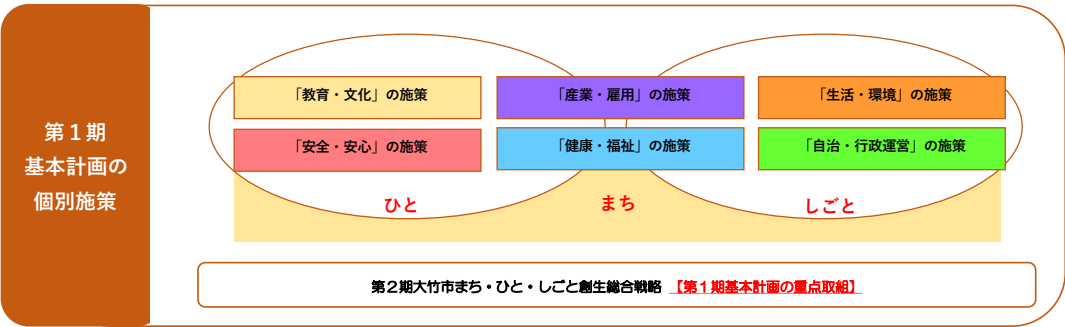 第１期
基本計画の
個別施策
「教育・文化」の施策
「産業・雇用」の施策
「生活・環境」の施策
「安全・安心」の施策
「健康・福祉」の施策
「自治・行政運営」の施策
ひと
まち
しごと
第２期大竹市まち・ひと・しごと創生総合戦略 【第１期基本計画の重点取組】